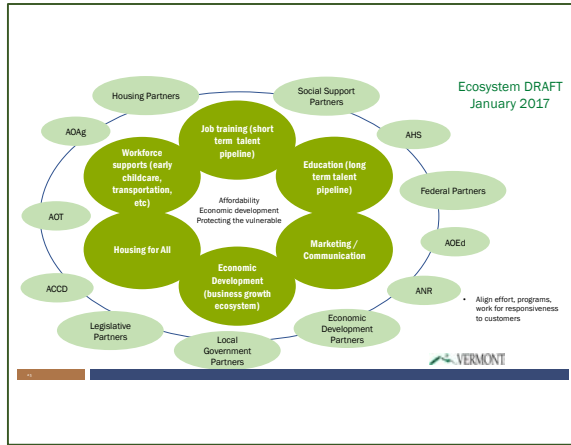 Ecosystem DRAFT
January 2017
Housing Partners
Social Support
Partners
AOAg
Job training (short
term talent
pipeline)
AHS
Workforce
supports (early
childcare,
transportation,
etc)
Education (long
term talent
pipeline)
Federal Partners
Affordability
Economic development
Protecting the vulnerable
AOT
AOEd
Housing for All
Marketing /
Communication
ACCD
Economic
Development
(business growth
ecosystem)
ANR
• Align effort, programs,
work for responsiveness
to customers
Legislative
Partners
Local
Government
Partners
Economic
Development
Partners
VERMONT